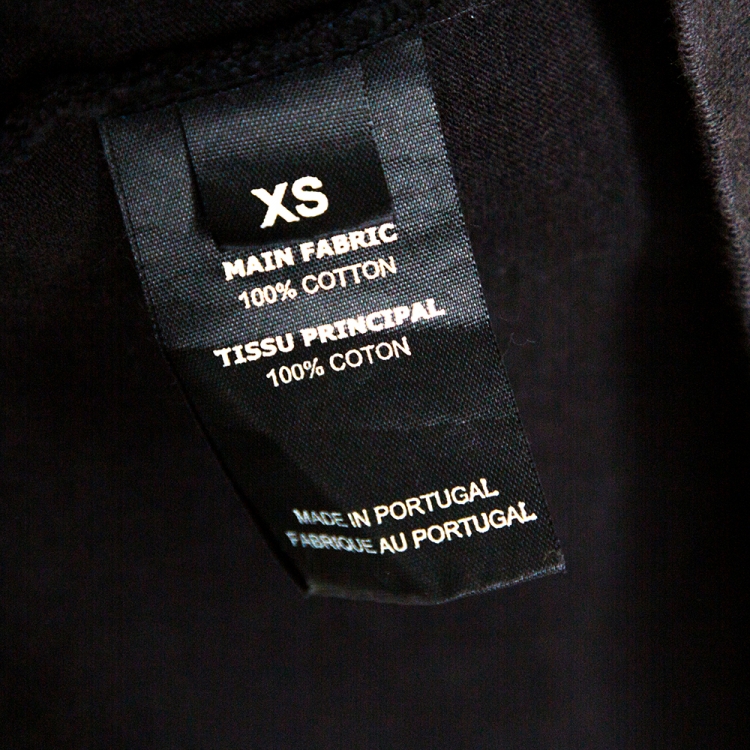 XS
MAIN FABRIC
100% COTTON
TISSU PRINCIPAL
100% COTON
MADE IN PORTUGAL
FABRIQUE AU PORTUGAL